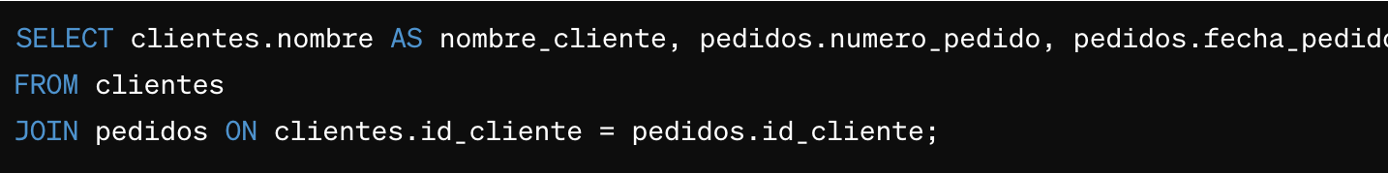 SELECT clientes.nombre AS nombre_cliente, pedidos.numero_pedido, pedidos.fecha_pedido
FROM clientes
JOIN pedidos ON clientes.id_cliente = pedidos.id_cliente;